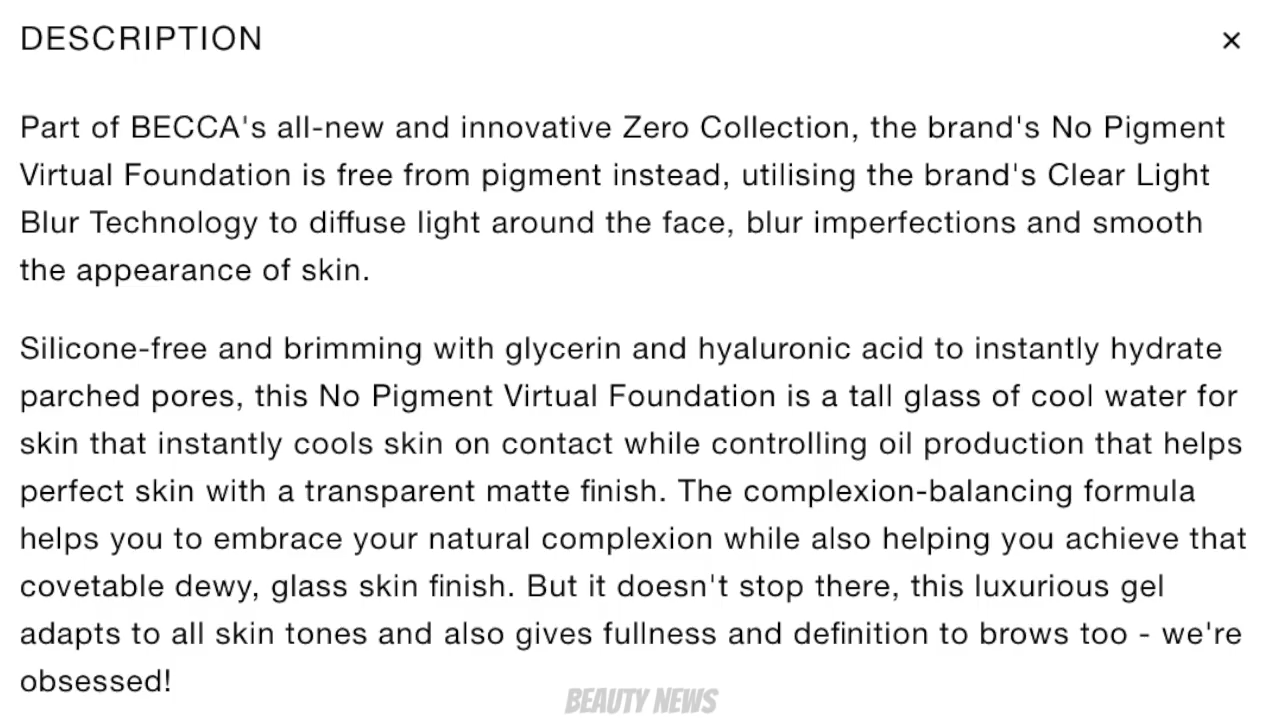 DESCRIPTION ×
Part of BECCA's all-new and innovative Zero Collection, the brand's No Pigment
Virtual Foundation is free from pigment instead, utilising the brand's Clear Light
Blur Technology to diffuse light around the face, blur imperfections and smooth
the appearance of skin.
Silicone-free and brimming with glycerin and hyaluronic acid to instantly hydrate
parched pores, this No Pigment Virtual Foundation is a tall glass of cool water for
skin that instantly cools skin on contact while controlling oil production that helps
perfect skin with a transparent matte finish. The complexion-balancing formula
helps you to embrace your natural complexion while also helping you achieve that
covetable dewy, glass skin finish. But it doesn't stop there, this luxurious gel
adapts to all skin tones and also gives fullness and definition to brows too - we're
obsessed!
BEAUTY NEWS